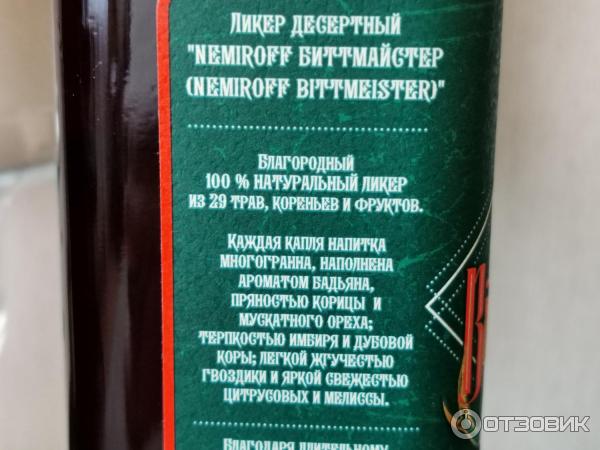 Ликер десертный
"NEMIROFF БИТТМАЙСТЕР
(NEMIROFF BITTMEISTER)"
Благородный
100 % натуральный ликер
из 29 трав, кореньев и фруктов.
Каждая капля напитка
многогранна, наполнена
ароматом бадьяна,
пряностью корицы и
мускатного ореха;
терпкостью имбиря и дубовой
коры; легкой жгучестью
гвоздики и яркой свежестью
цитрусовых и мелиссы.
Благодаря длительному
ОТЗОВИК